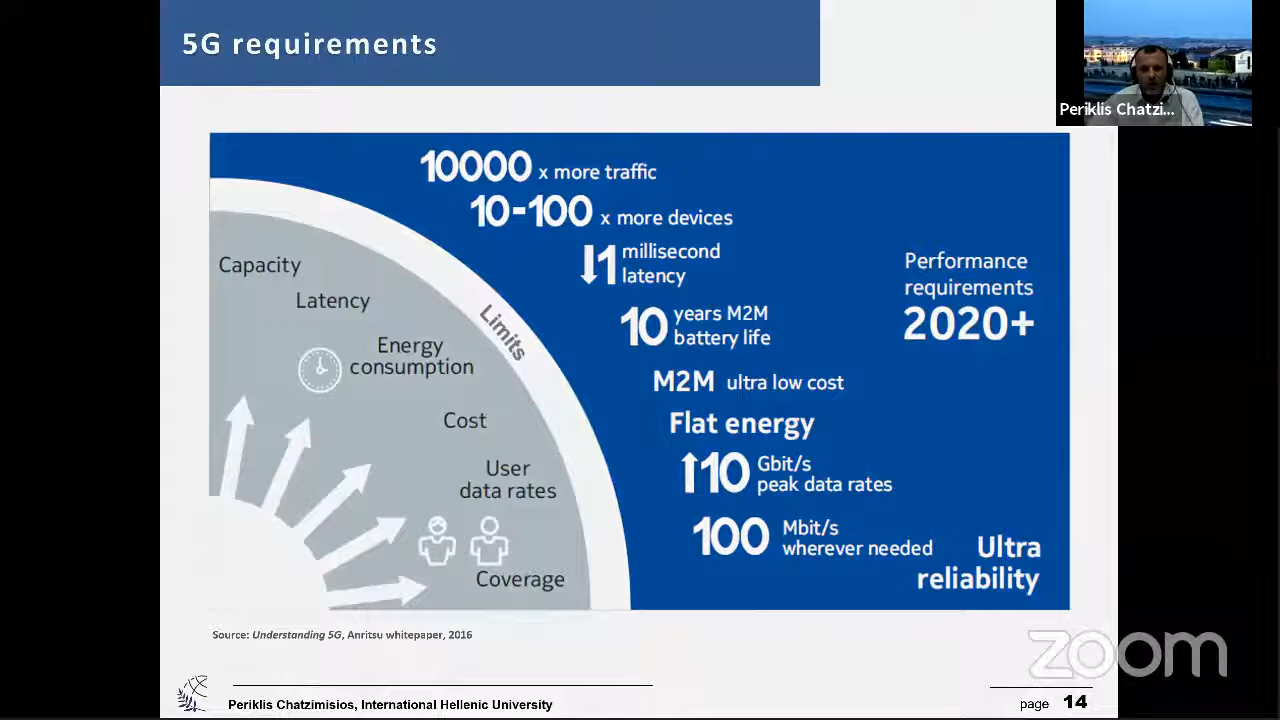 5G requirements
Periklis Chatzi...
10000 x more traffic
10-100 x more devices
1 millisecond
latency
10 years M2M
battery life
M2M ultra low cost
Flat energy
10 Gbit/s
peak data rates
100 Mbit/s
wherever needed
Ultra
reliability
Performance
requirements
2020+
Limits
Capacity
Latency
Energy
consumption
Cost
User
data rates
Coverage
Source: Understanding 5G, Anritsu whitepaper, 2016
zoom
Periklis Chatzimisios, International Hellenic University
page 14